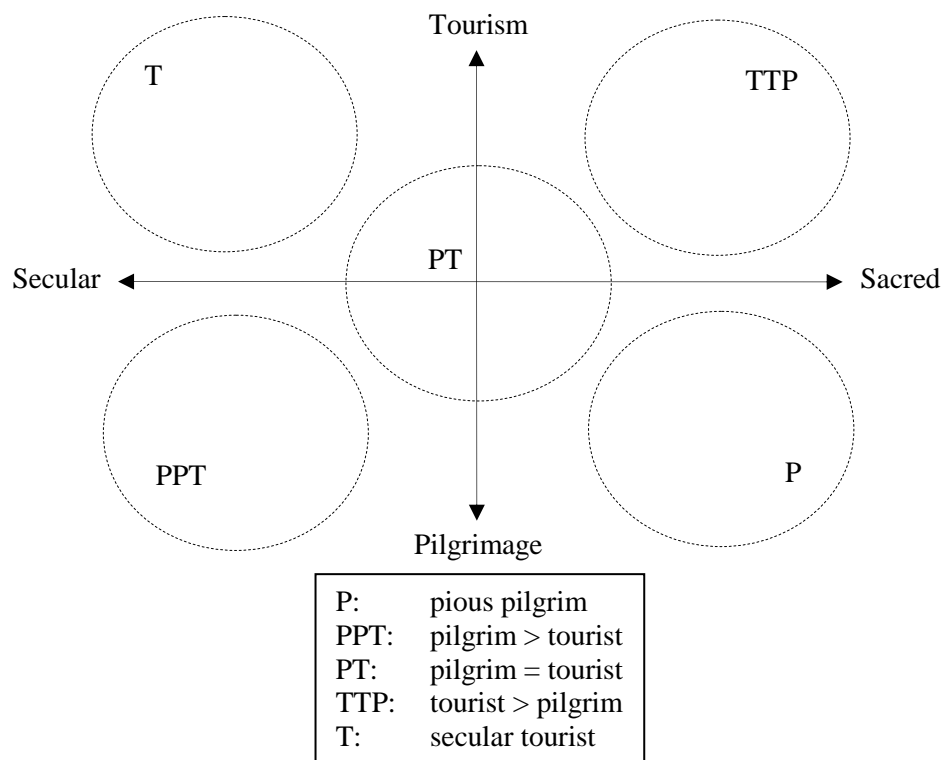 Tourism
T
TTP
PT
Secular
Sacred
PPT
P
Pilgrimage
P: pious pilgrim
PPT: pilgrim > tourist
PT: pilgrim = tourist
TTP: tourist > pilgrim
T: secular tourist